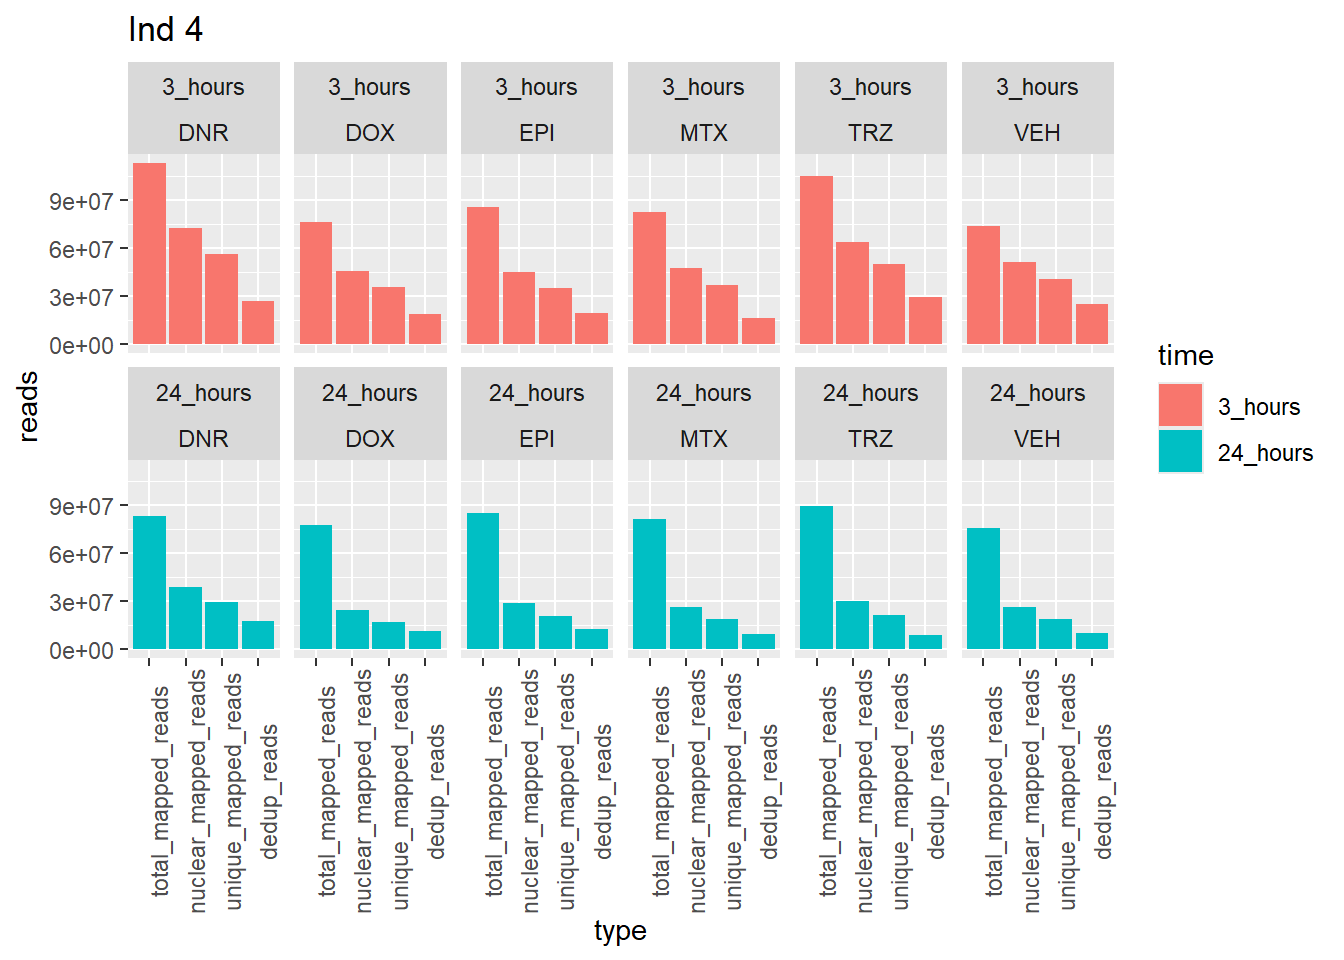 Ind 4
3_hours 3_hours 3_hours 3_hours 3_hours 3_hours
DNR DOX EPI MTX TRZ VEH
9e+07
6e+07
3e+07
0e+00
24_hours 24_hours 24_hours 24_hours 24_hours 24_hours
DNR DOX EPI MTX TRZ VEH
9e+07
6e+07
3e+07
0e+00
reads
total_mapped_reads
nuclear_mapped_reads
unique_mapped_reads
dedup_reads
total_mapped_reads
nuclear_mapped_reads
unique_mapped_reads
dedup_reads
total_mapped_reads
nuclear_mapped_reads
unique_mapped_reads
dedup_reads
total_mapped_reads
nuclear_mapped_reads
unique_mapped_reads
dedup_reads
total_mapped_reads
nuclear_mapped_reads
unique_mapped_reads
dedup_reads
total_mapped_reads
nuclear_mapped_reads
unique_mapped_reads
dedup_reads
type
time
3_hours
24_hours